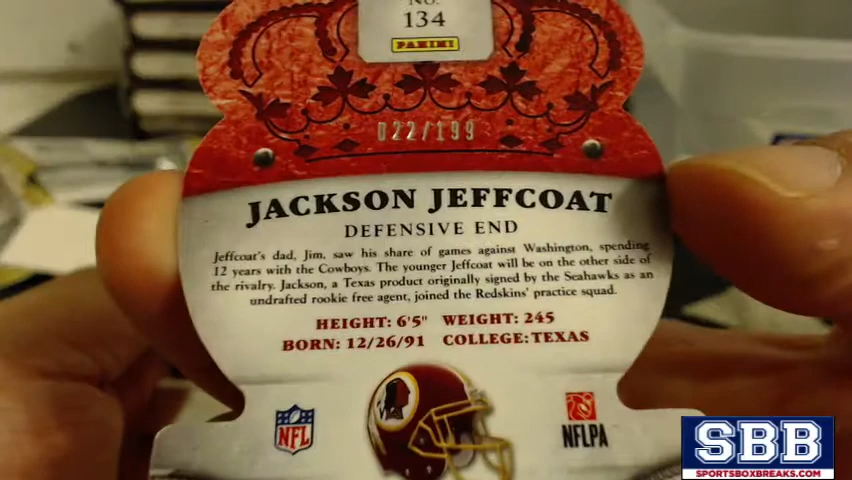 NO.
134
PANINI
022/199
JACKSON JEFFCOAT
DEFENSIVE END
Jeffcoat's dad, Jim, saw his share of games against Washington, spending
12 years with the Cowboys. The younger Jeffcoat will be on the other side of
the rivalry. Jackson, a Texas product originally signed by the Seahawks as an
undrafted rookie free agent, joined the Redskins' practice squad.
HEIGHT: 6'5" WEIGHT: 245
BORN: 12/26/91 COLLEGE: TEXAS
NFL
NFLPA
SBB
SPORTSBOXBREAKS.COM